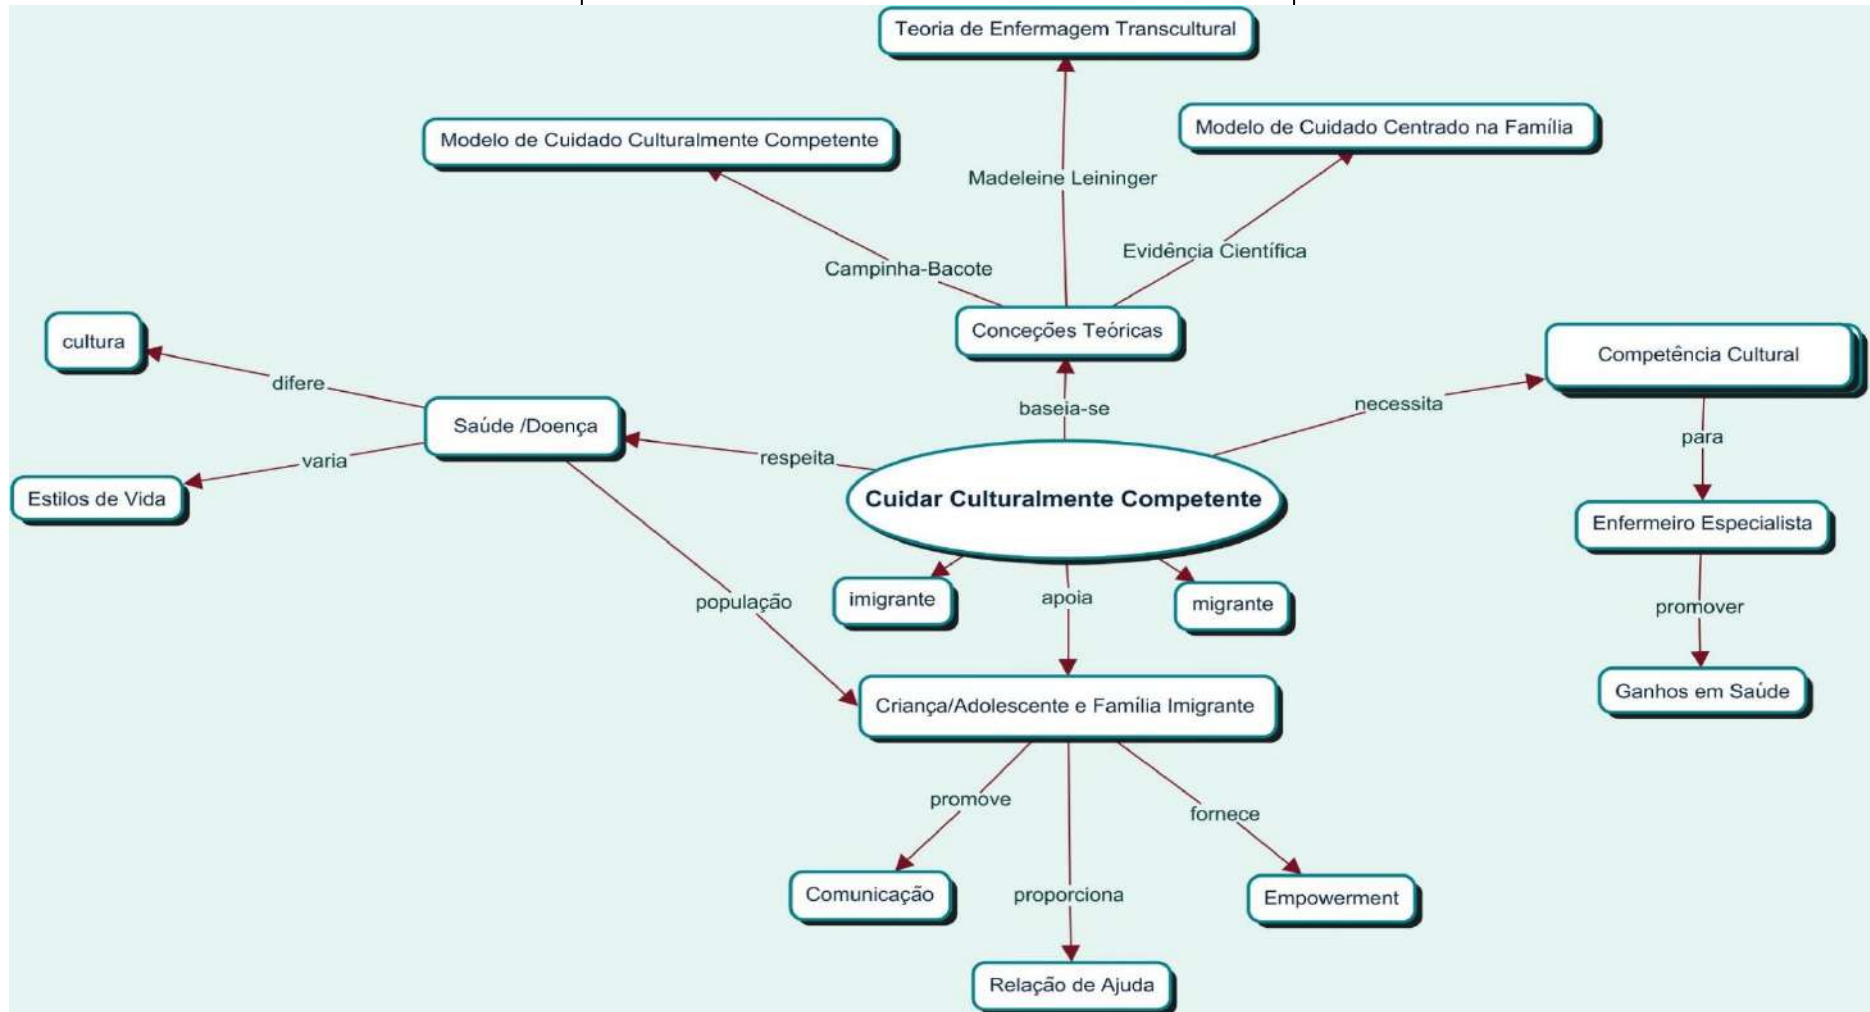 Teoria de Enfermagem Transcultural
Modelo de Cuidado Culturalmente Competente
Modelo de Cuidado Centrado na Família
Madeleine Leininger
Campinha-Bacote
Evidência Científica
Conceções Teóricas
cultura
difere
Saúde /Doença
varia
Estilos de Vida
respeita
baseia-se
necessita
Competência Cultural
para
Enfermeiro Especialista
promover
Ganhos em Saúde
Cuidar Culturalmente Competente
imigrante
apoia
migrante
população
Criança/Adolescente e Família Imigrante
promove
fornece
proporciona
Comunicação
Empowerment
Relação de Ajuda